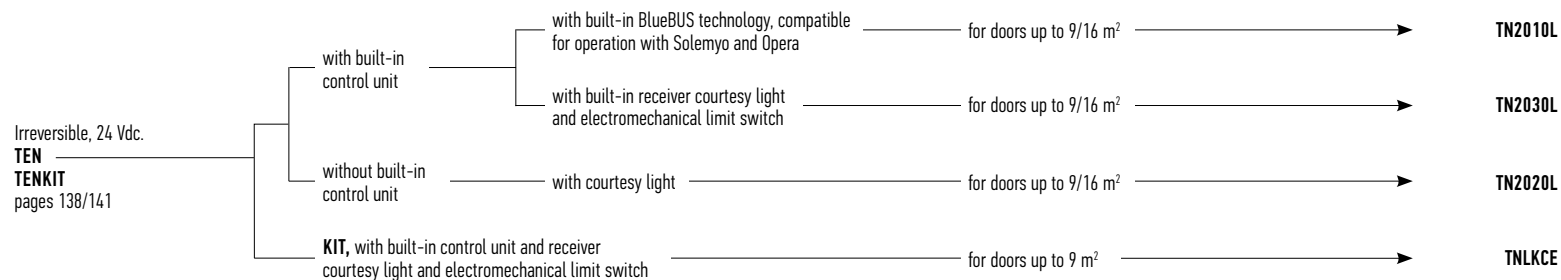 with built-in BlueBUS technology, compatible
for operation with Solemyo and Opera
for doors up to 9/16 m²
TN2010L
with built-in
control unit
with built-in receiver courtesy light
and electromechanical limit switch
for doors up to 9/16 m²
TN2030L
Irreversible, 24 Vdc.
TEN
TENKIT
pages 138/141
without built-in
control unit
with courtesy light
for doors up to 9/16 m²
TN2020L
KIT, with built-in control unit and receiver
courtesy light and electromechanical limit switch
for doors up to 9 m²
TNLKCE